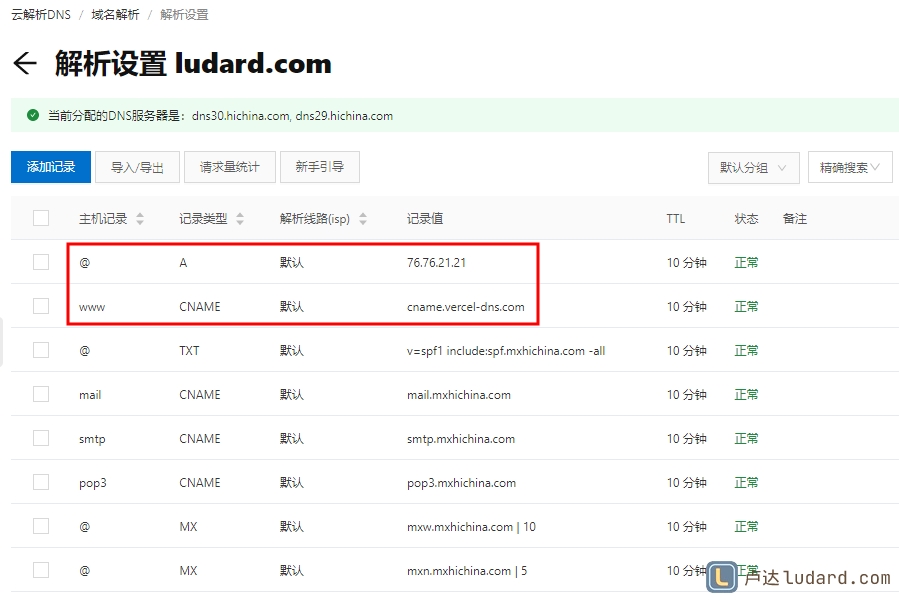 云解析DNS / 域名解析 / 解析设置
← 解析设置 ludard.com
当前分配的DNS服务器是：dns30.hichina.com, dns29.hichina.com
添加记录 导入/导出 请求量统计 新手引导 默认分组 精确搜索
主机记录 记录类型 解析线路(isp) 记录值 TTL 状态 备注
@ A 默认 76.76.21.21 10 分钟 正常
www CNAME 默认 cname.vercel-dns.com 10 分钟 正常
@ TXT 默认 v=spf1 include:spf.mxhichina.com -all 10 分钟 正常
mail CNAME 默认 mail.mxhichina.com 10 分钟 正常
smtp CNAME 默认 smtp.mxhichina.com 10 分钟 正常
pop3 CNAME 默认 pop3.mxhichina.com 10 分钟 正常
@ MX 默认 mxw.mxhichina.com | 10 10 分钟 正常
@ MX 默认 mxn.mxhichina.com | 5 10 分钟 正常
L 卢达ludard.com